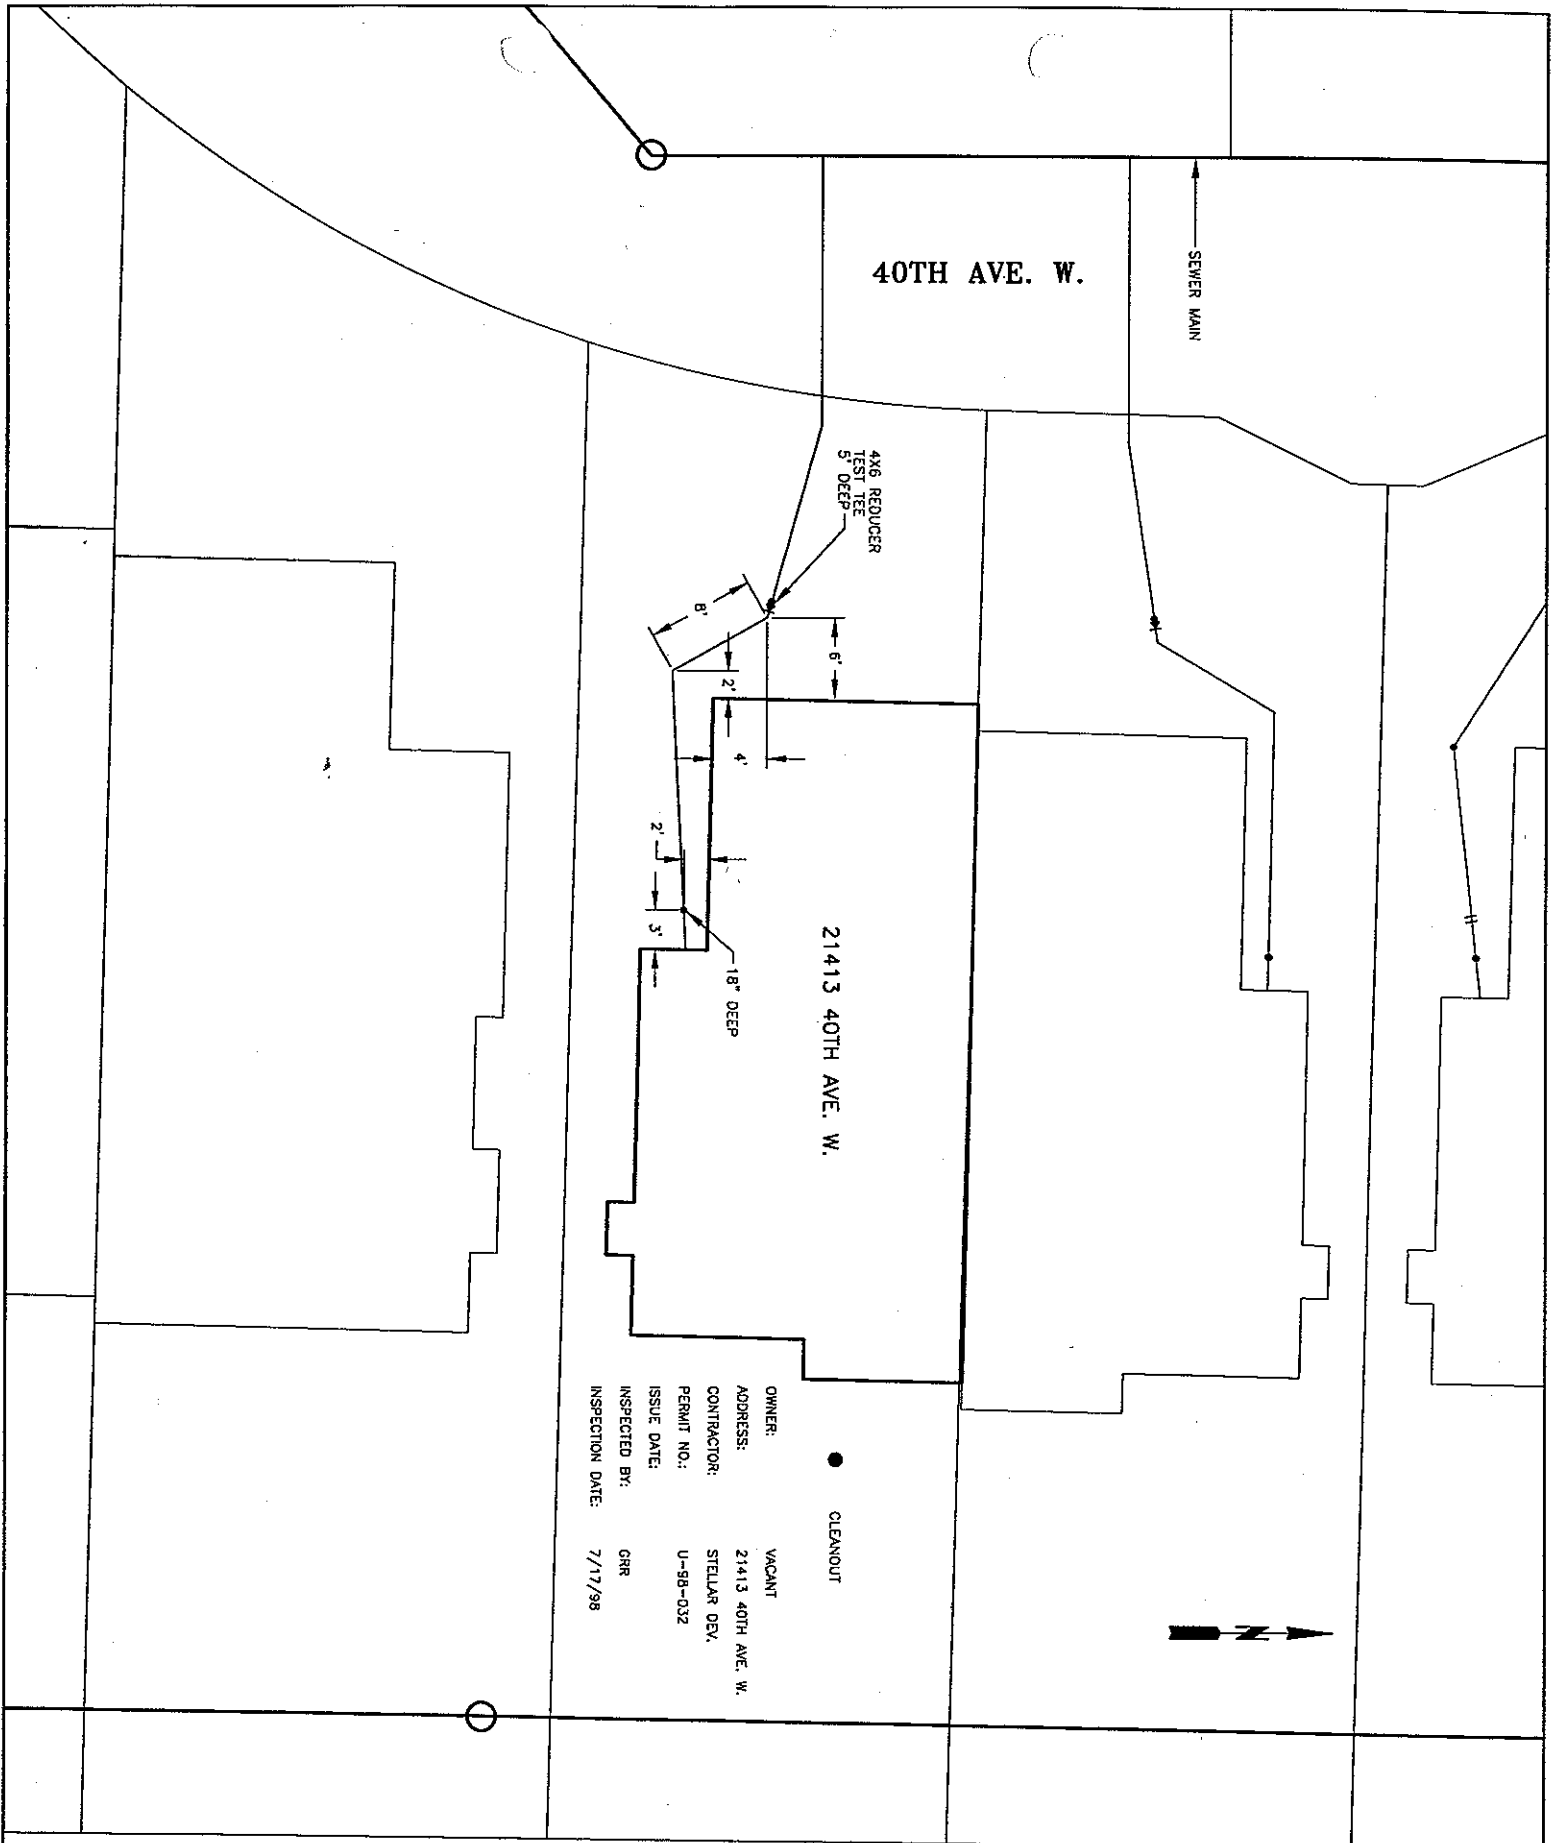 SEWER MAIN
40TH AVE. W.
4X6 REDUCER
TEST TEE
5' DEEP
8'
6'
2'
4'
2'
3'
18" DEEP
21413 40TH AVE. W.
CLEANOUT
N
OWNER: VACANT
ADDRESS: 21413 40TH AVE. W.
CONTRACTOR: STELLAR DEV.
PERMIT NO.: U-98-032
ISSUE DATE:
INSPECTED BY: GRR
INSPECTION DATE: 7/17/98